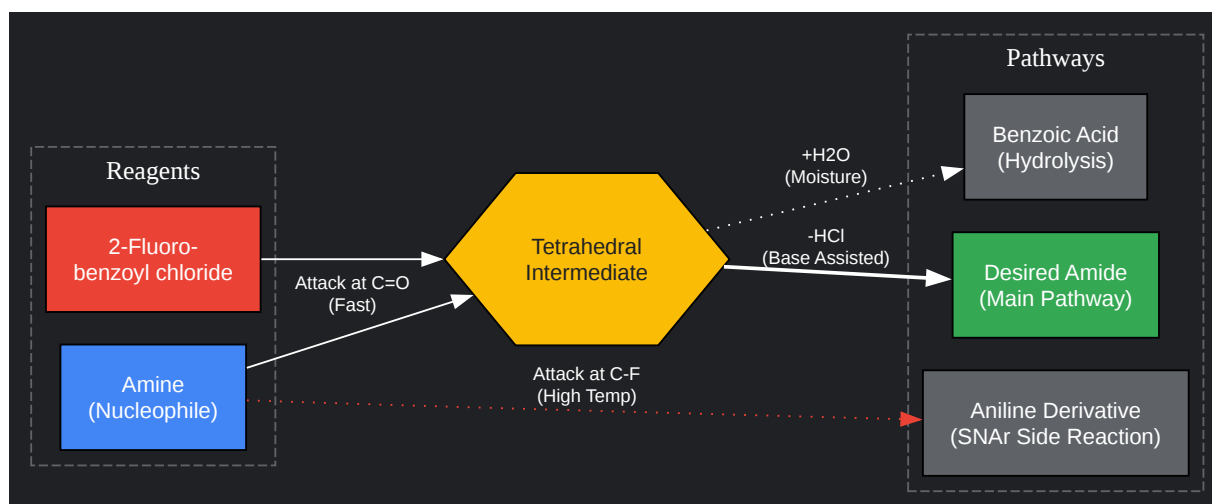 Reagents
2-Fluoro-
benzoyl chloride
Amine
(Nucleophile)
Attack at C=O
(Fast)
Tetrahedral
Intermediate
Attack at C-F
(High Temp)
+H2O
(Moisture)
-HCl
(Base Assisted)
Pathways
Benzoic Acid
(Hydrolysis)
Desired Amide
(Main Pathway)
Aniline Derivative
(SNAr Side Reaction)